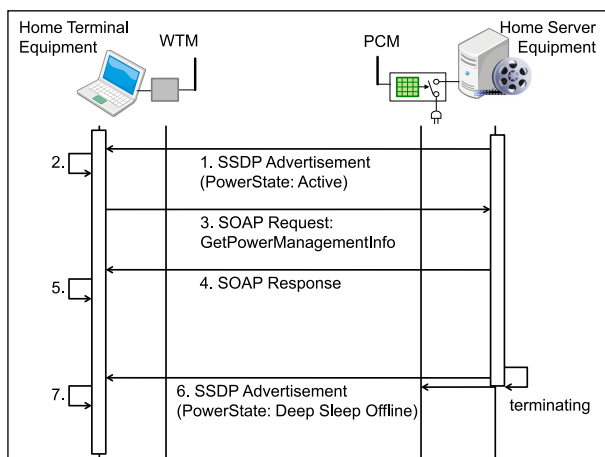 Home Terminal
Equipment
WTM
PCM
Home Server
Equipment
2.
1. SSDP Advertisement
(PowerState: Active)
3. SOAP Request:
GetPowerManagementInfo
5.
4. SOAP Response
7.
6. SSDP Advertisement
(PowerState: Deep Sleep Offline)
terminating